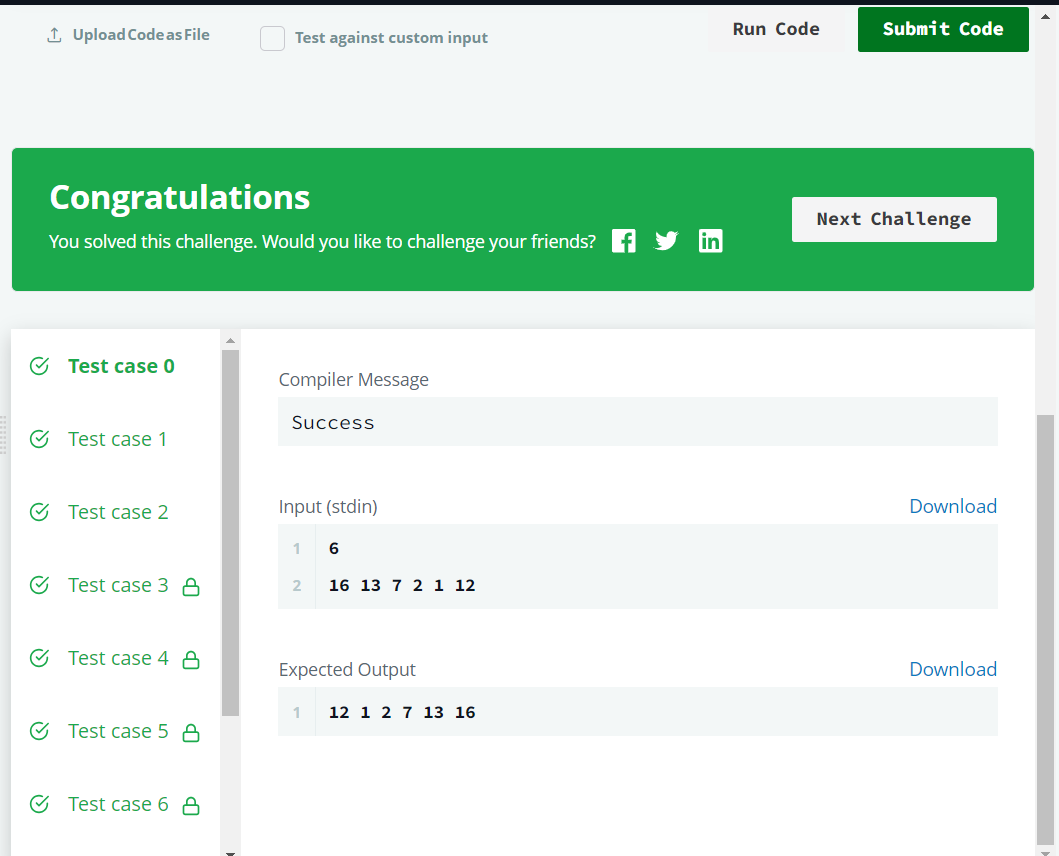 Upload Code as File
Test against custom input
Run Code
Submit Code
Congratulations
You solved this challenge. Would you like to challenge your friends?
Next Challenge
Test case 0
Test case 1
Test case 2
Test case 3
Test case 4
Test case 5
Test case 6
Compiler Message
Success
Input (stdin)
Download
1 6
2 16 13 7 2 1 12
Expected Output
Download
1 12 1 2 7 13 16